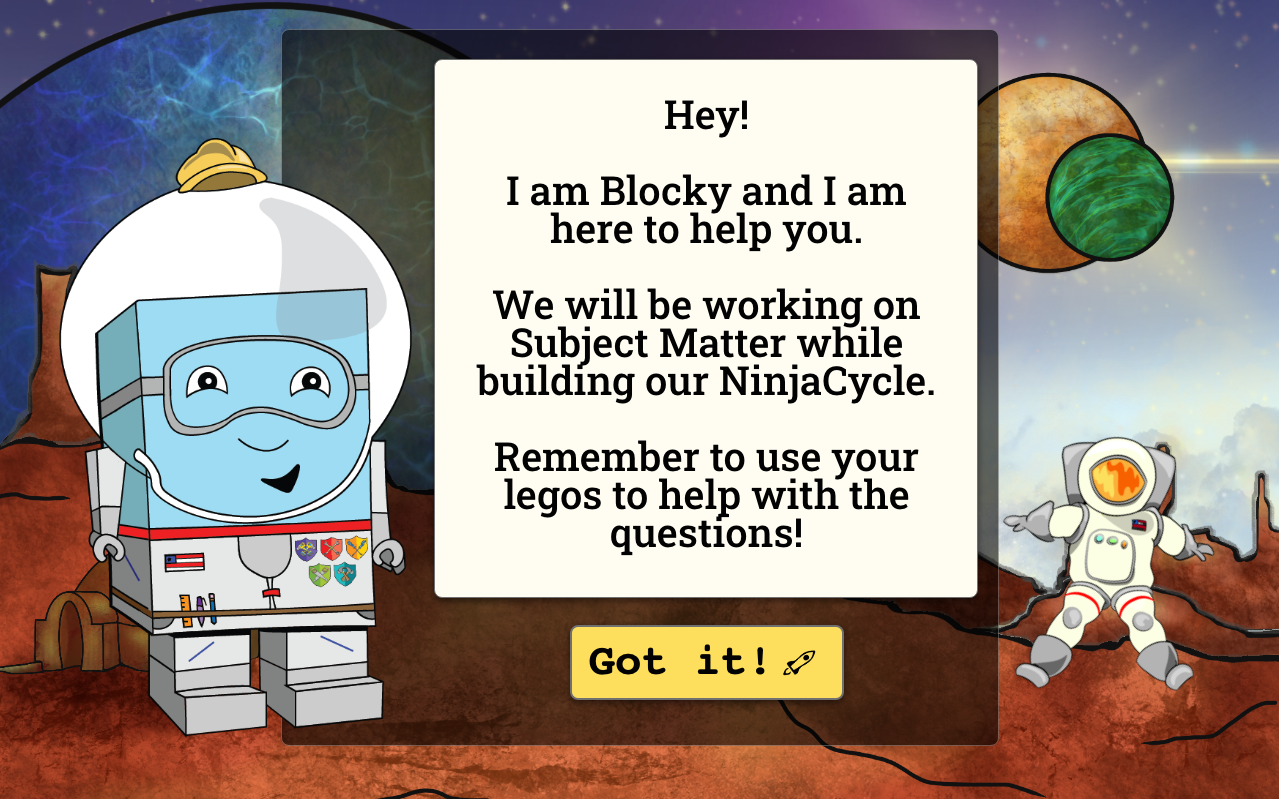 Hey!
I am Blocky and I am
here to help you.
We will be working on
Subject Matter while
building our NinjaCycle.
Remember to use your
legos to help with the
questions!
Got it!